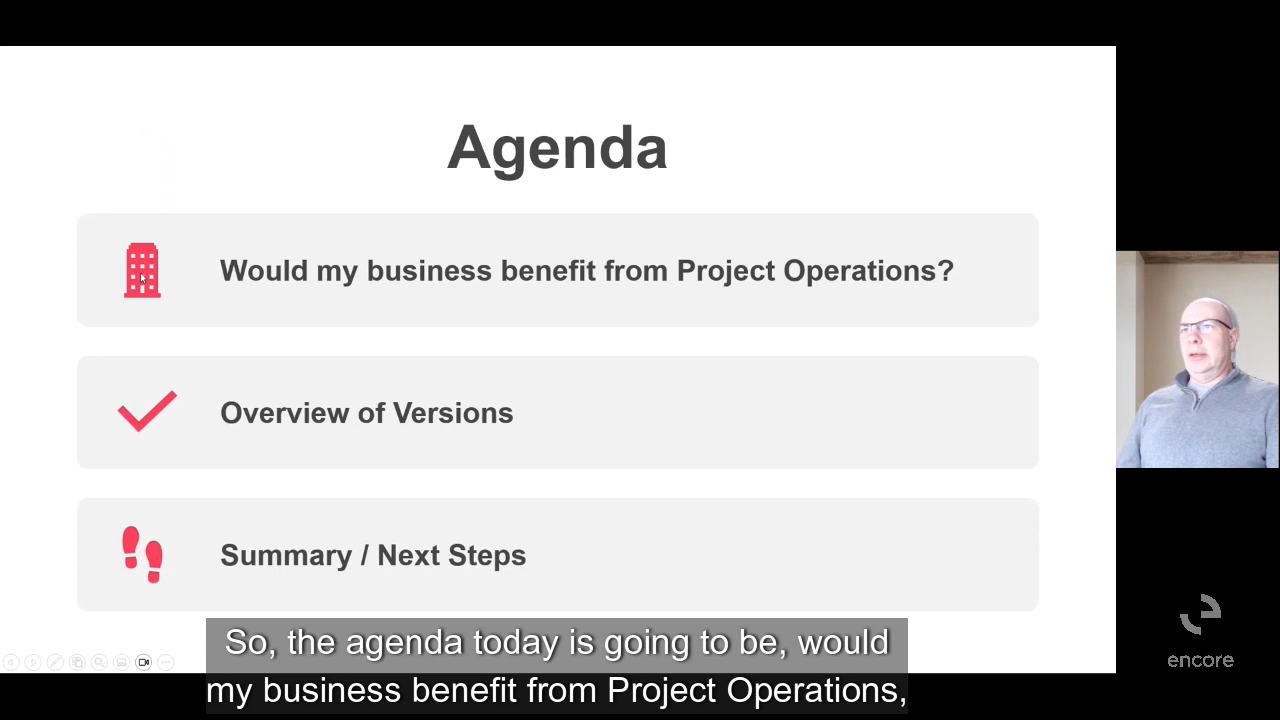 Agenda
Would my business benefit from Project Operations?
Overview of Versions
Summary / Next Steps
So, the agenda today is going to be, would
my business benefit from Project Operations,
encore